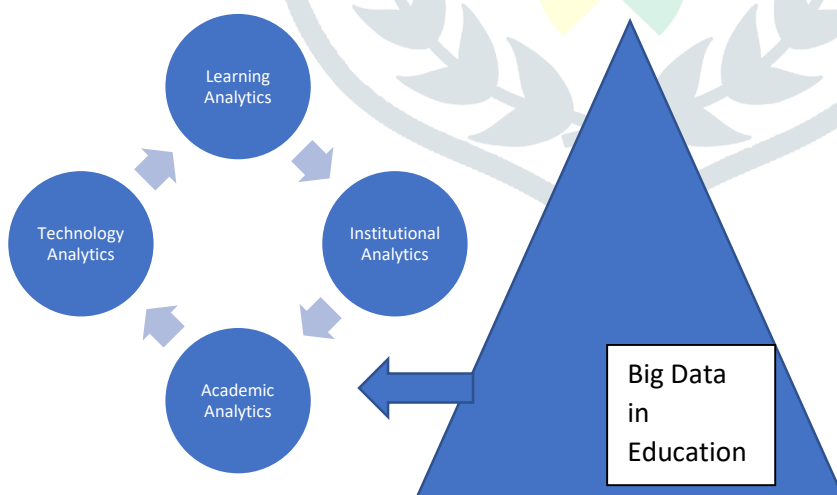 Learning
Analytics
Technology
Analytics
Institutional
Analytics
Academic
Analytics
Big Data
in
Education